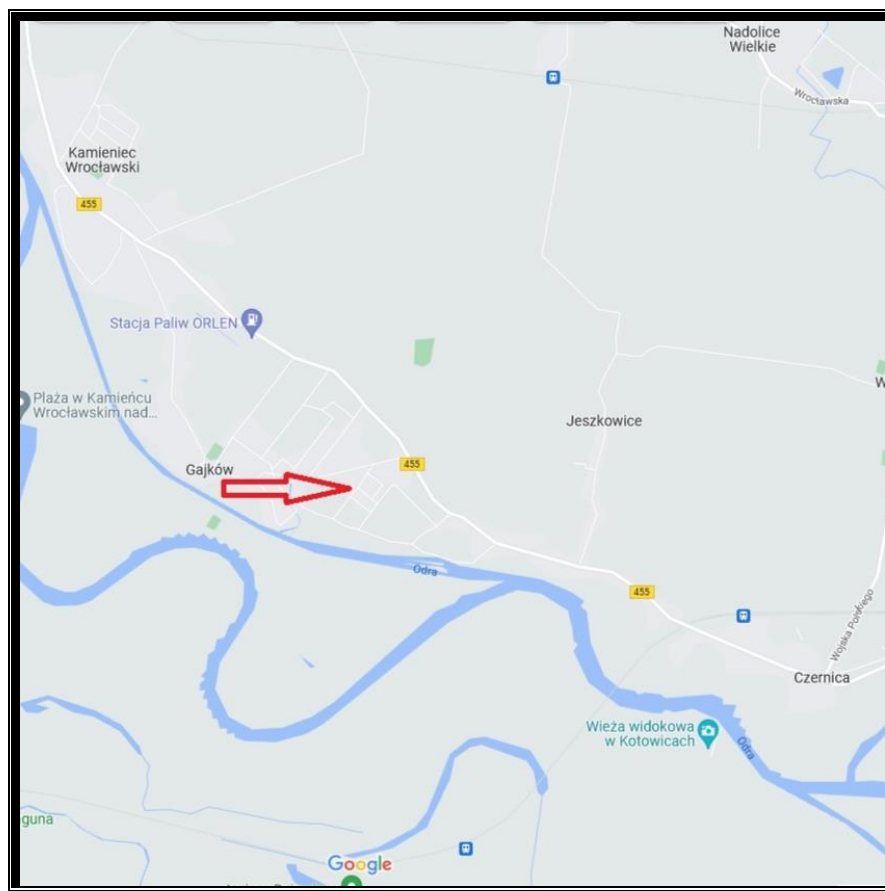 Nadolice
Wielkie
Wrocławska
Kamieniec
Wrocławski
455
Stacja Paliw ORLEN
Plaża w Kamieńcu
Wrocławskim nad...
Jeszkowice
W
Gajków
455
Odra
455
Wojska Polskiego
Czernica
Wieża widokowa
w Kotowicach
Odra
guna
Google